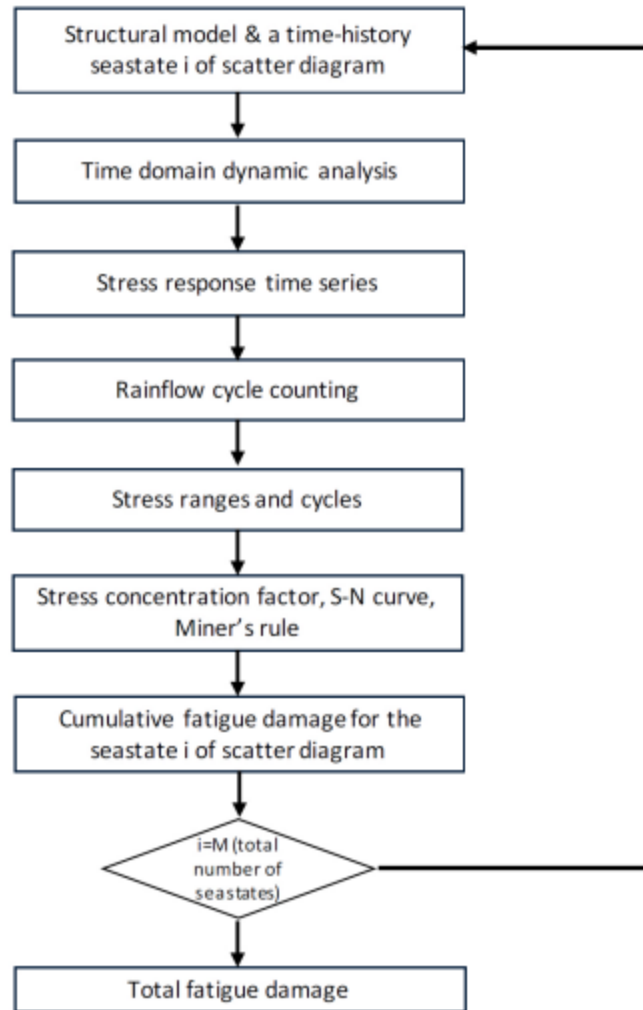 Structural model & a time-history
seastate i of scatter diagram
Time domain dynamic analysis
Stress response time series
Rainflow cycle counting
Stress ranges and cycles
Stress concentration factor, S-N curve,
Miner's rule
Cumulative fatigue damage for the
seastate i of scatter diagram
i=M (total
number of
seastates)
Total fatigue damage